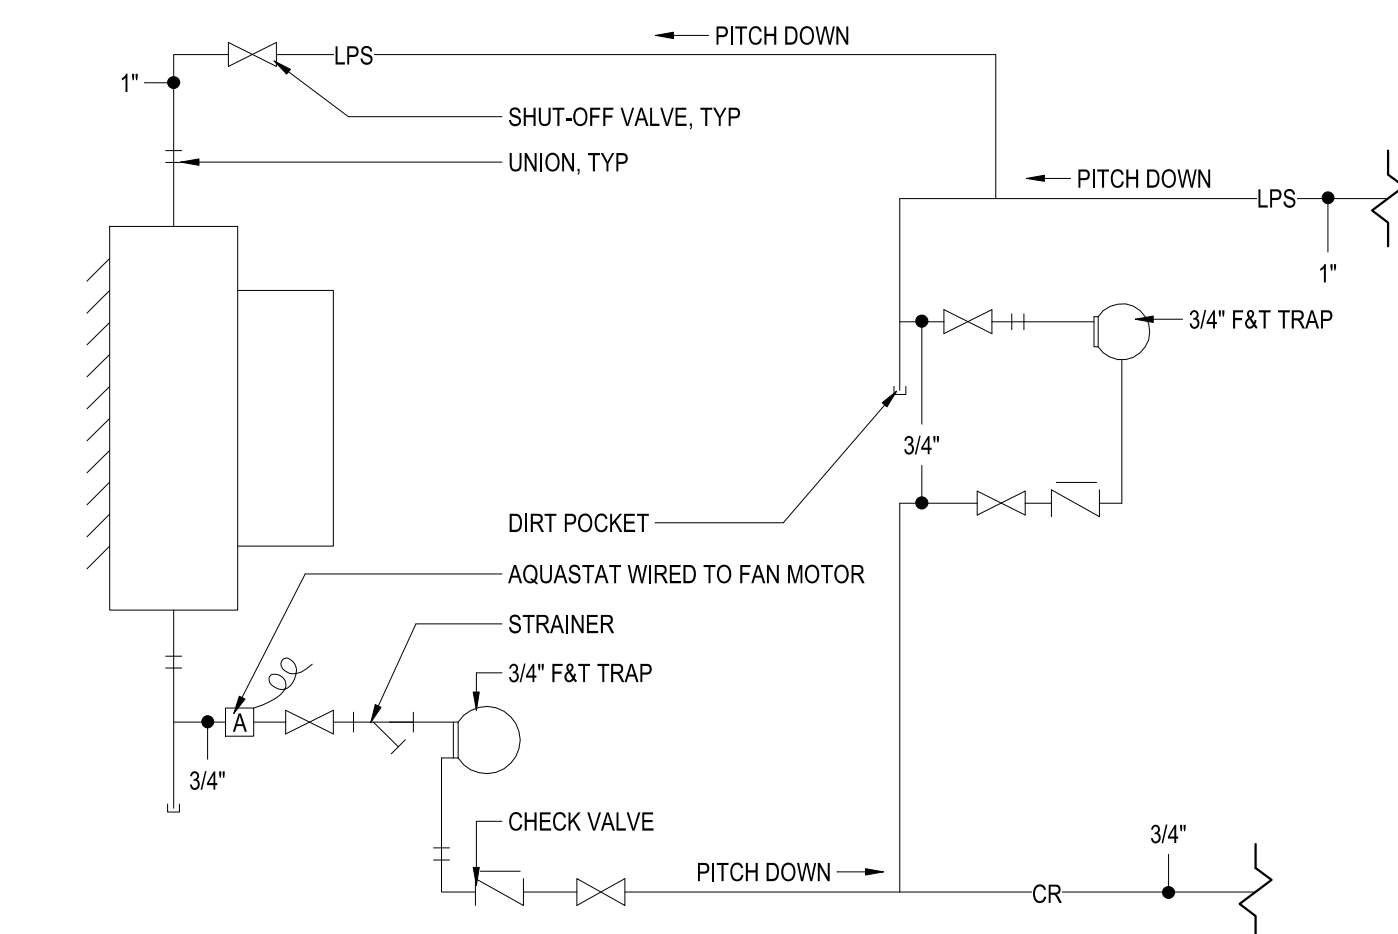 PITCH DOWN
LPS
1"
SHUT-OFF VALVE, TYP
UNION, TYP
PITCH DOWN
LPS
1"
3/4" F&T TRAP
3/4"
DIRT POCKET
AQUASTAT WIRED TO FAN MOTOR
STRAINER
3/4" F&T TRAP
A
3/4"
CHECK VALVE
3/4"
PITCH DOWN
CR